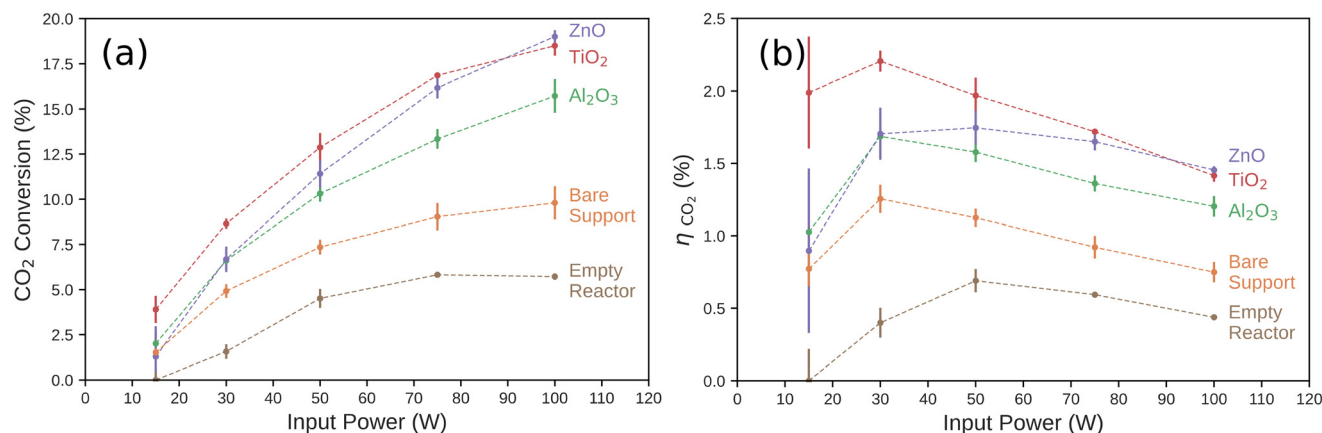 (a)
CO₂ Conversion (%)
20.0
17.5
15.0
12.5
10.0
7.5
5.0
2.5
0.0
0 10 20 30 40 50 60 70 80 90 100 110 120
Input Power (W)
ZnO
TiO₂
Al₂O₃
Bare
Support
Empty
Reactor
(b)
η CO₂ (%)
2.5
2.0
1.5
1.0
0.5
0.0
0 10 20 30 40 50 60 70 80 90 100 110 120
Input Power (W)
ZnO
TiO₂
Al₂O₃
Bare
Support
Empty
Reactor